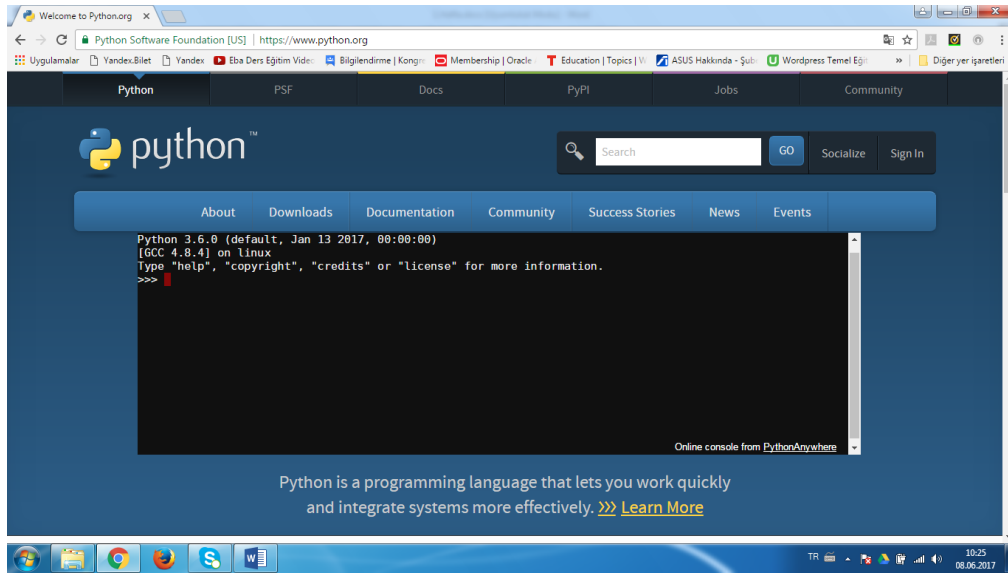 Welcome to Python.org
Python Software Foundation [US] | https://www.python.org
Uygulamalar Yandex.Bilet Yandex Eba Ders Eğitim Video Bilgilendirme | Kongre Membership | Oracle Education | Topics | W ASUS Hakkında - Şub Wordpress Temel Eğit » Diğer yer işaretleri
Python PSF Docs PyPI Jobs Community
python™
Search GO Socialize Sign In
About Downloads Documentation Community Success Stories News Events
Python 3.6.0 (default, Jan 13 2017, 00:00:00)
[GCC 4.8.4] on linux
Type "help", "copyright", "credits" or "license" for more information.
>>>
Online console from PythonAnywhere
Python is a programming language that lets you work quickly
and integrate systems more effectively. >>> Learn More
TR 10:25
08.06.2017